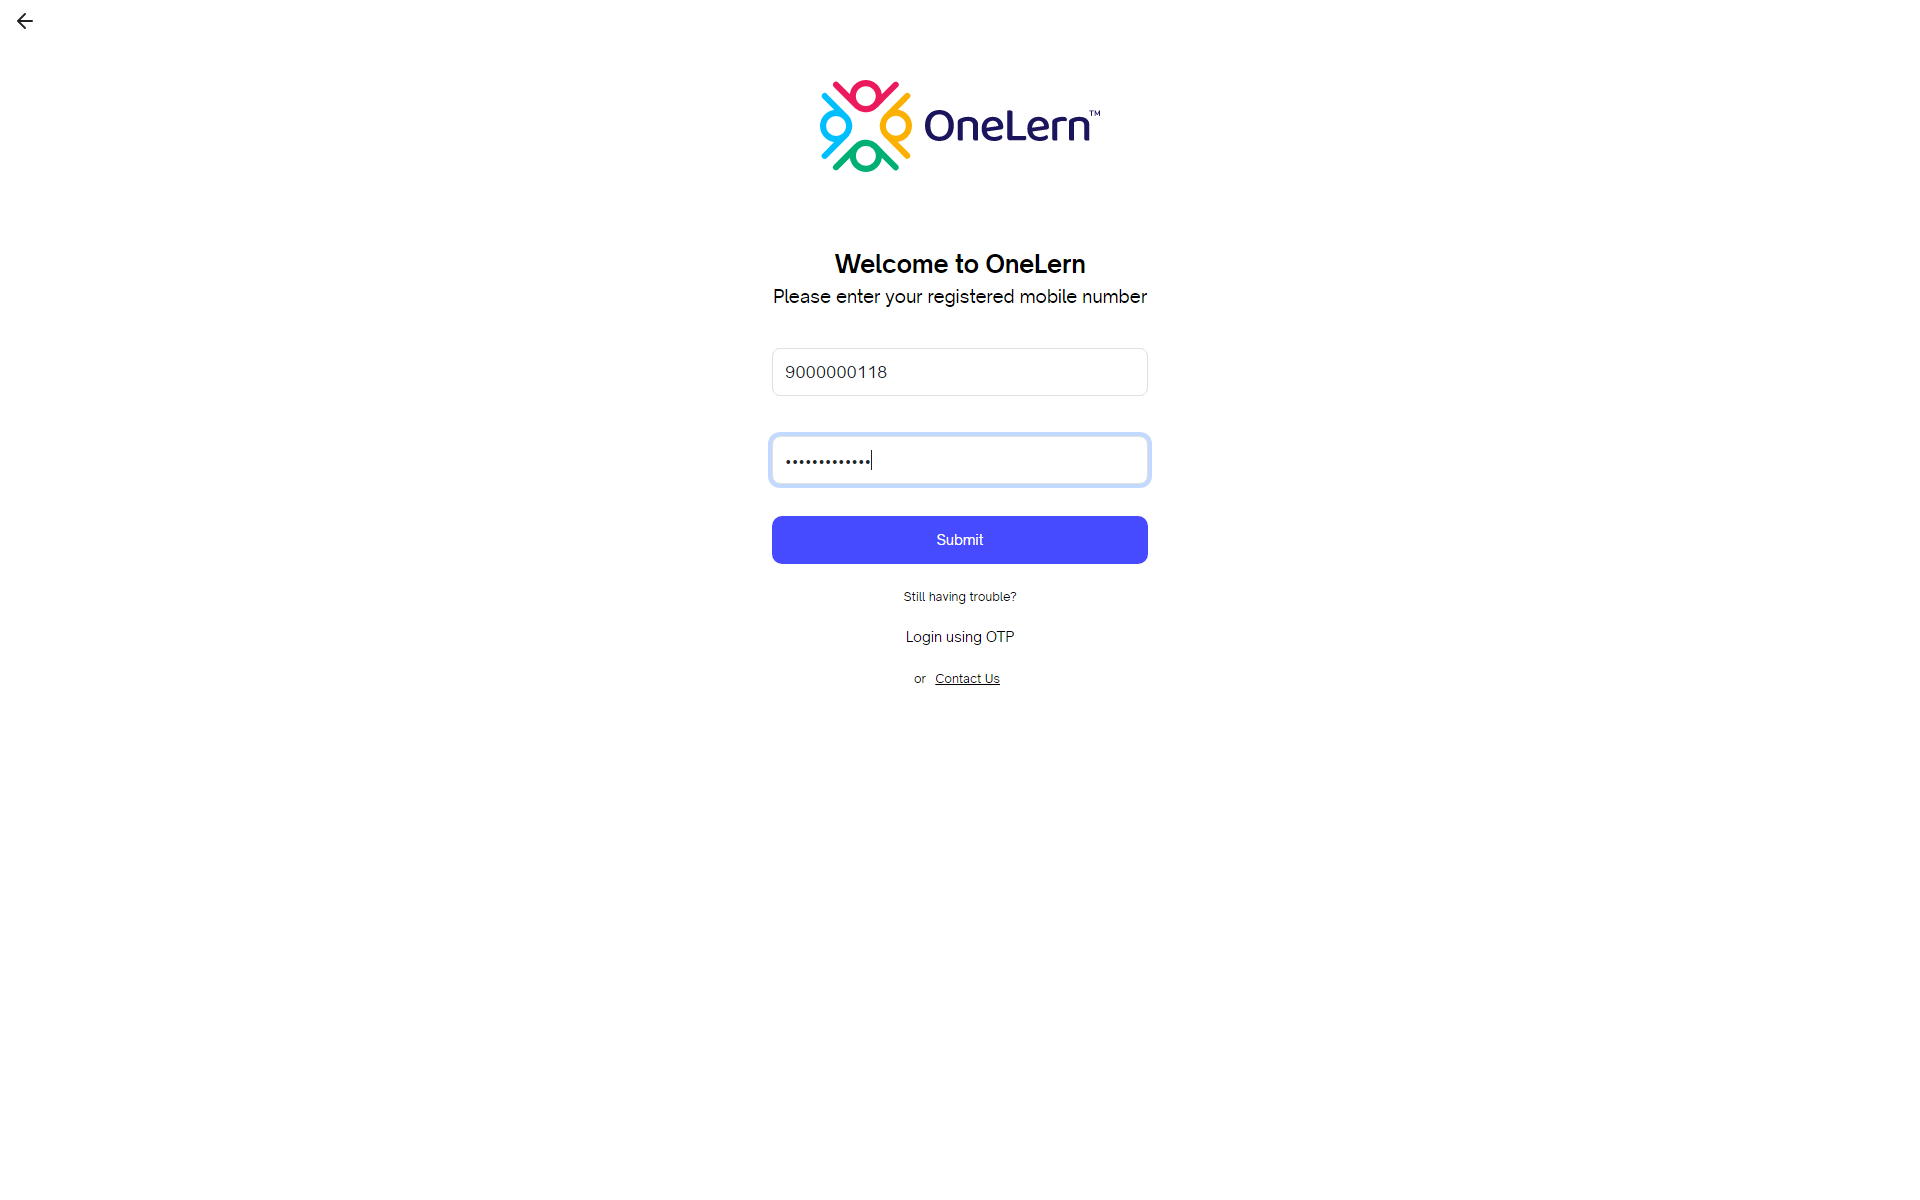 OneLern™
Welcome to OneLern
Please enter your registered mobile number
9000000118
•••••••••••••
Submit
Still having trouble?
Login using OTP
or Contact Us